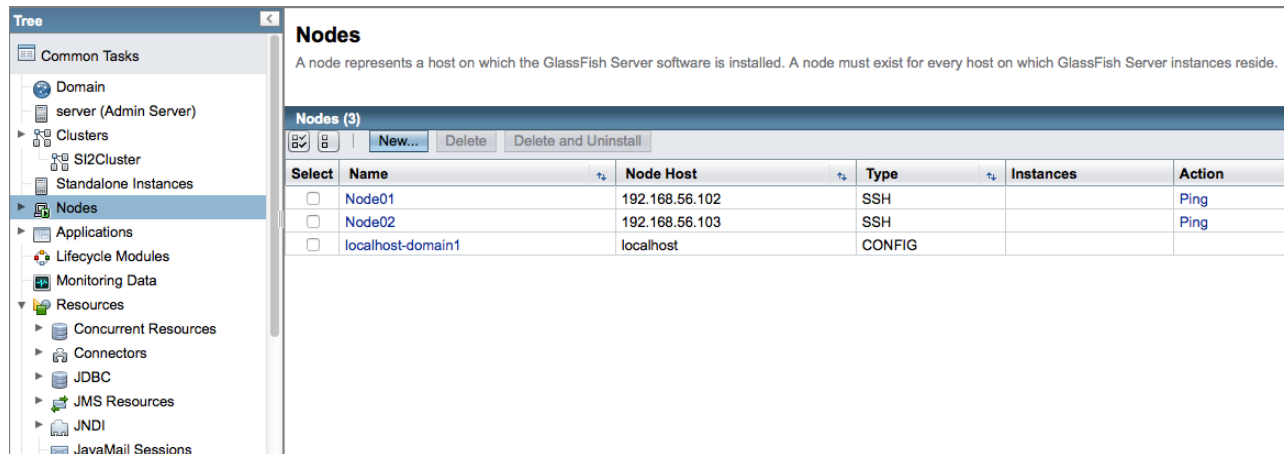 Tree
Common Tasks
Domain
server (Admin Server)
Clusters
SI2Cluster
Standalone Instances
Nodes
Applications
Lifecycle Modules
Monitoring Data
Resources
Concurrent Resources
Connectors
JDBC
JMS Resources
JNDI
JavaMail Sessions
Nodes
A node represents a host on which the GlassFish Server software is installed. A node must exist for every host on which GlassFish Server instances reside.
Nodes (3)
New... Delete Delete and Uninstall
Select Name Node Host Type Instances Action
Node01 192.168.56.102 SSH Ping
Node02 192.168.56.103 SSH Ping
localhost-domain1 localhost CONFIG